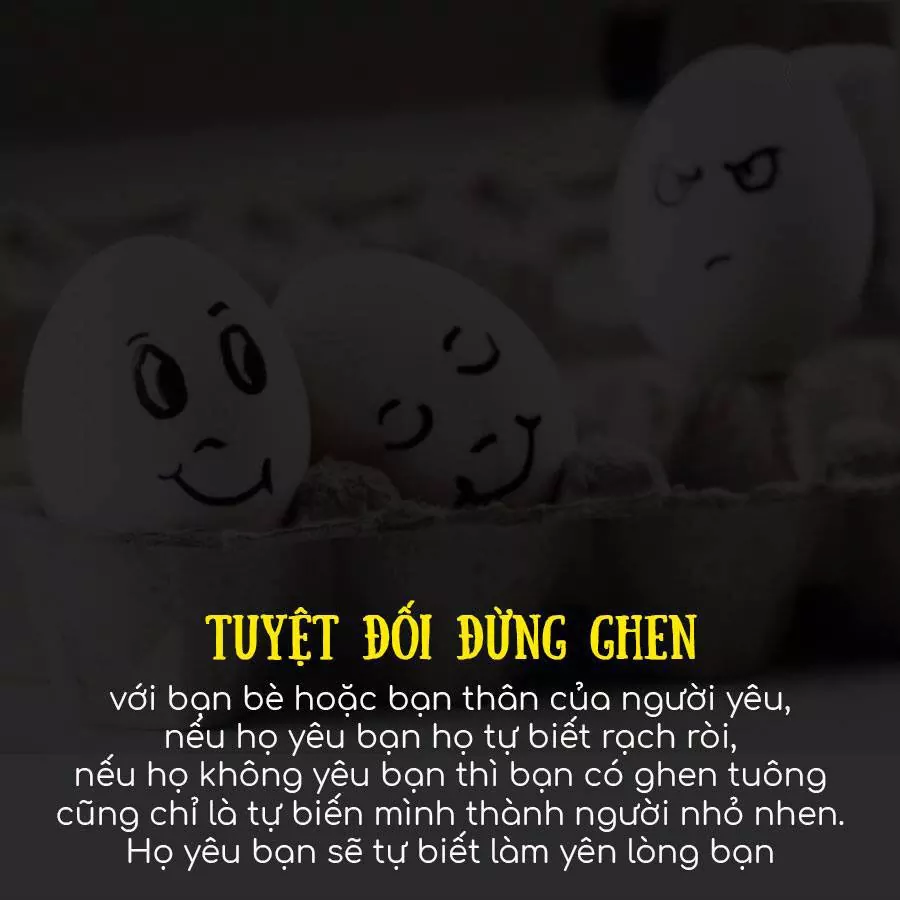 TUYỆT ĐỐI ĐỪNG GHEN
với bạn bè hoặc bạn thân của người yêu,
nếu họ yêu bạn họ tự biết rạch ròi,
nếu họ không yêu bạn thì bạn có ghen tuông
cũng chỉ là tự biến mình thành người nhỏ nhen.
Họ yêu bạn sẽ tự biết làm yên lòng bạn